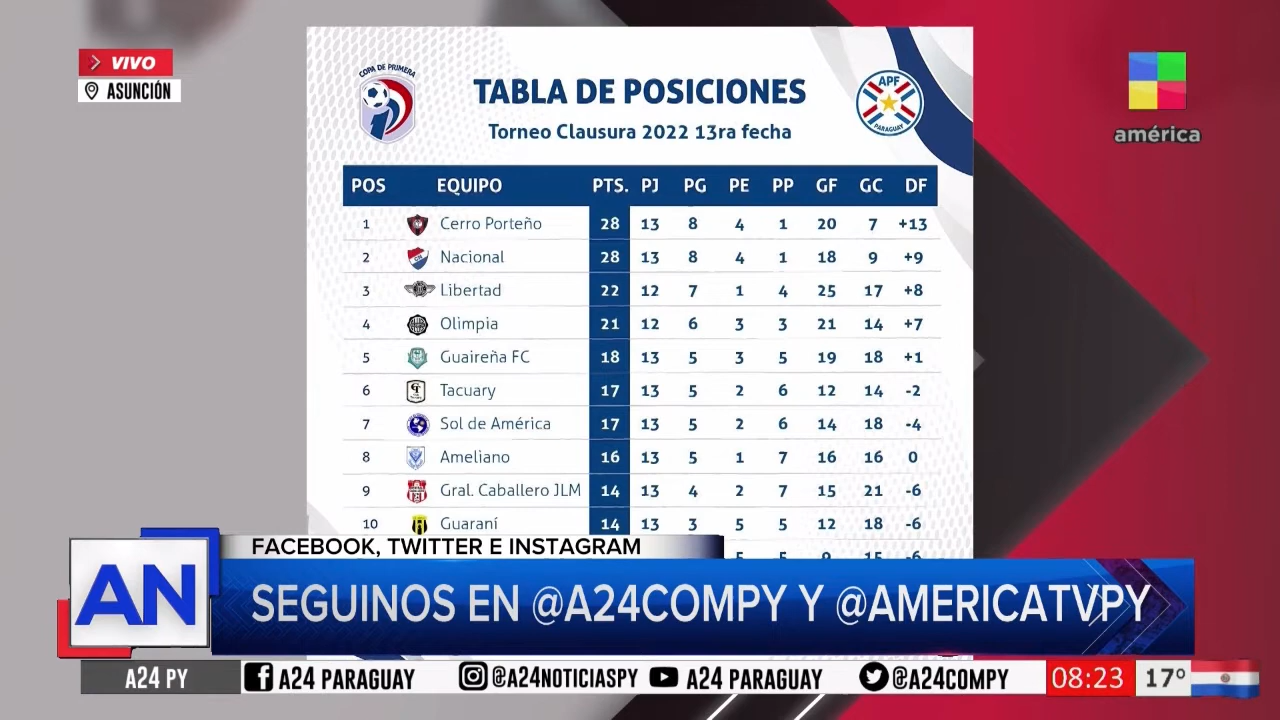 VIVO
ASUNCIÓN
COPA DE PRIMERA
TABLA DE POSICIONES
Torneo Clausura 2022 13ra fecha
APF
PARAGUAY
américa
POS EQUIPO PTS. PJ PG PE PP GF GC DF
1 Cerro Porteño 28 13 8 4 1 20 7 +13
2 Nacional 28 13 8 4 1 18 9 +9
3 Libertad 22 12 7 1 4 25 17 +8
4 Olimpia 21 12 6 3 3 21 14 +7
5 Guaireña FC 18 13 5 3 5 19 18 +1
6 Tacuary 17 13 5 2 6 12 14 -2
7 Sol de América 17 13 5 2 6 14 18 -4
8 Ameliano 16 13 5 1 7 16 16 0
9 Gral. Caballero JLM 14 13 4 2 7 15 21 -6
10 Guaraní 14 13 3 5 5 12 18 -6
5 5 9 15 -6
FACEBOOK, TWITTER E INSTAGRAM
AN
SEGUINOS EN @A24COMPY Y @AMERICATVPY
A24 PY A24 PARAGUAY @A24NOTICIASPY A24 PARAGUAY @A24COMPY 08:23 17º